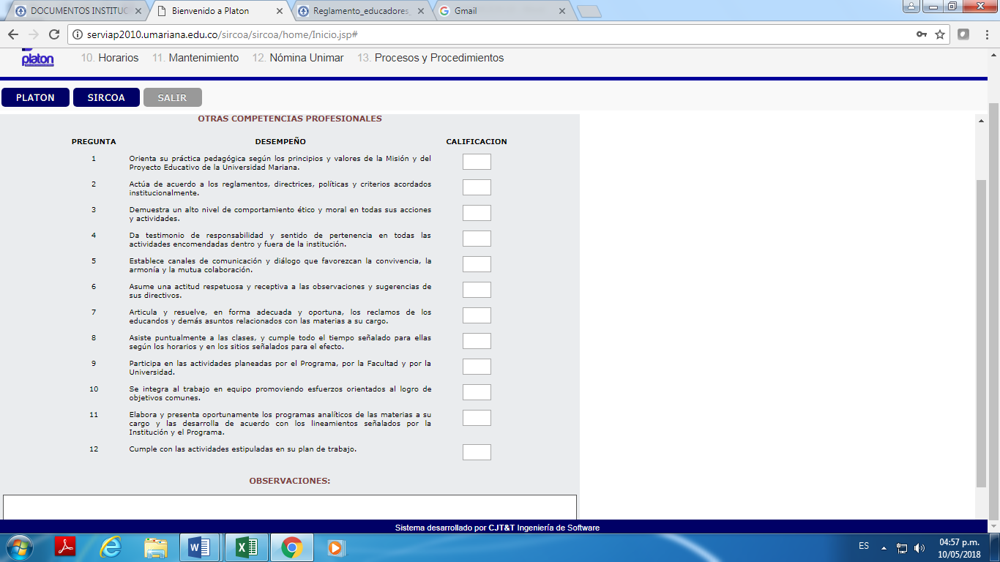 DOCUMENTOS INSTITUC
Bienvenido a Platon
Reglamento_educadores_
Gmail
serviap2010.umariana.edu.co/sircoa/sircoa/home/Inicio.jsp#
platon
10. Horarios 11. Mantenimiento 12. Nómina Unimar 13. Procesos y Procedimientos
PLATON SIRCOA SALIR
OTRAS COMPETENCIAS PROFESIONALES
PREGUNTA DESEMPEÑO CALIFICACION
1 Orienta su práctica pedagógica según los principios y valores de la Misión y del
Proyecto Educativo de la Universidad Mariana.
2 Actúa de acuerdo a los reglamentos, directrices, políticas y criterios acordados
institucionalmente.
3 Demuestra un alto nivel de comportamiento ético y moral en todas sus acciones
y actividades.
4 Da testimonio de responsabilidad y sentido de pertenencia en todas las
actividades encomendadas dentro y fuera de la institución.
5 Establece canales de comunicación y diálogo que favorezcan la convivencia, la
armonía y la mutua colaboración.
6 Asume una actitud respetuosa y receptiva a las observaciones y sugerencias de
sus directivos.
7 Articula y resuelve, en forma adecuada y oportuna, los reclamos de los
educandos y demás asuntos relacionados con las materias a su cargo.
8 Asiste puntualmente a las clases, y cumple todo el tiempo señalado para ellas
según los horarios y en los sitios señalados para el efecto.
9 Participa en las actividades planeadas por el Programa, por la Facultad y por la
Universidad.
10 Se integra al trabajo en equipo promoviendo esfuerzos orientados al logro de
objetivos comunes.
11 Elabora y presenta oportunamente los programas analíticos de las materias a su
cargo y las desarrolla de acuerdo con los lineamientos señalados por la
Institución y el Programa.
12 Cumple con las actividades estipuladas en su plan de trabajo.
OBSERVACIONES:
Sistema desarrollado por CJT&T Ingeniería de Software
ES
04:57 p.m.
10/05/2018